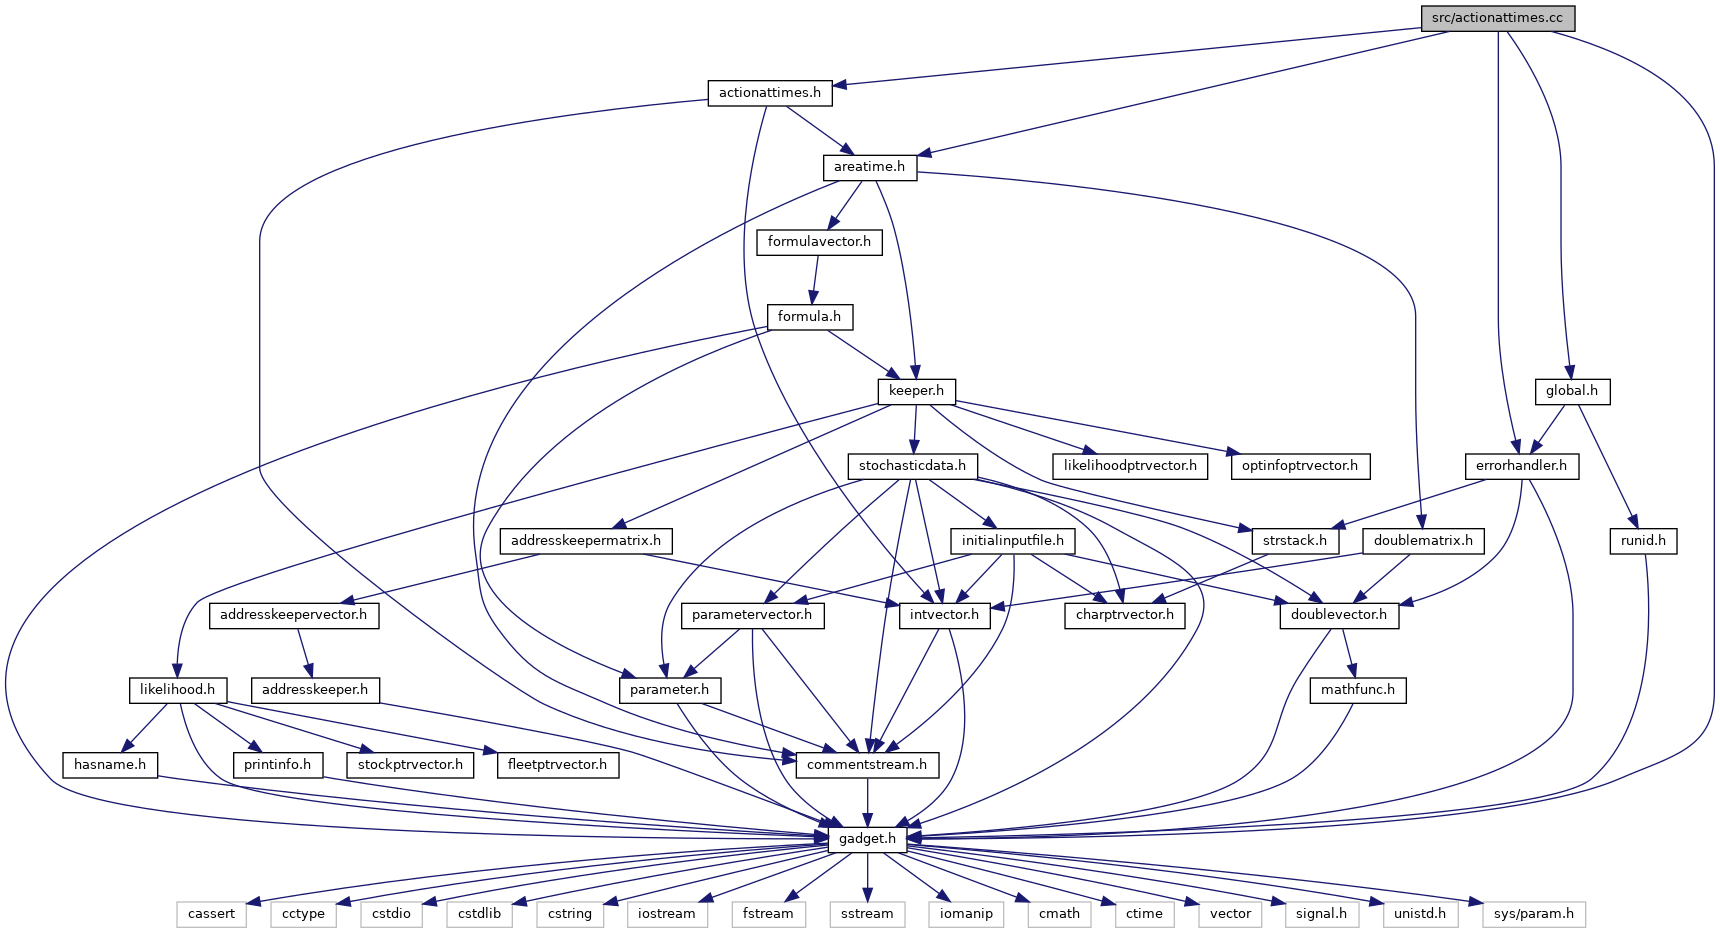 src/actionattimes.cc
actionattimes.h
areatime.h
formulavector.h
formula.h
keeper.h
global.h
stochasticdata.h
likelihoodptrvector.h
optinfoptrvector.h
errorhandler.h
addresskeepermatrix.h
initialinputfile.h
strstack.h
doublematrix.h
runid.h
addresskeepervector.h
parametervector.h
intvector.h
charptrvector.h
doublevector.h
likelihood.h
addresskeeper.h
parameter.h
mathfunc.h
hasname.h
printinfo.h
stockptrvector.h
fleetptrvector.h
commentstream.h
gadget.h
cassert
cctype
cstdio
cstdlib
cstring
iostream
fstream
sstream
iomanip
cmath
ctime
vector
signal.h
unistd.h
sys/param.h